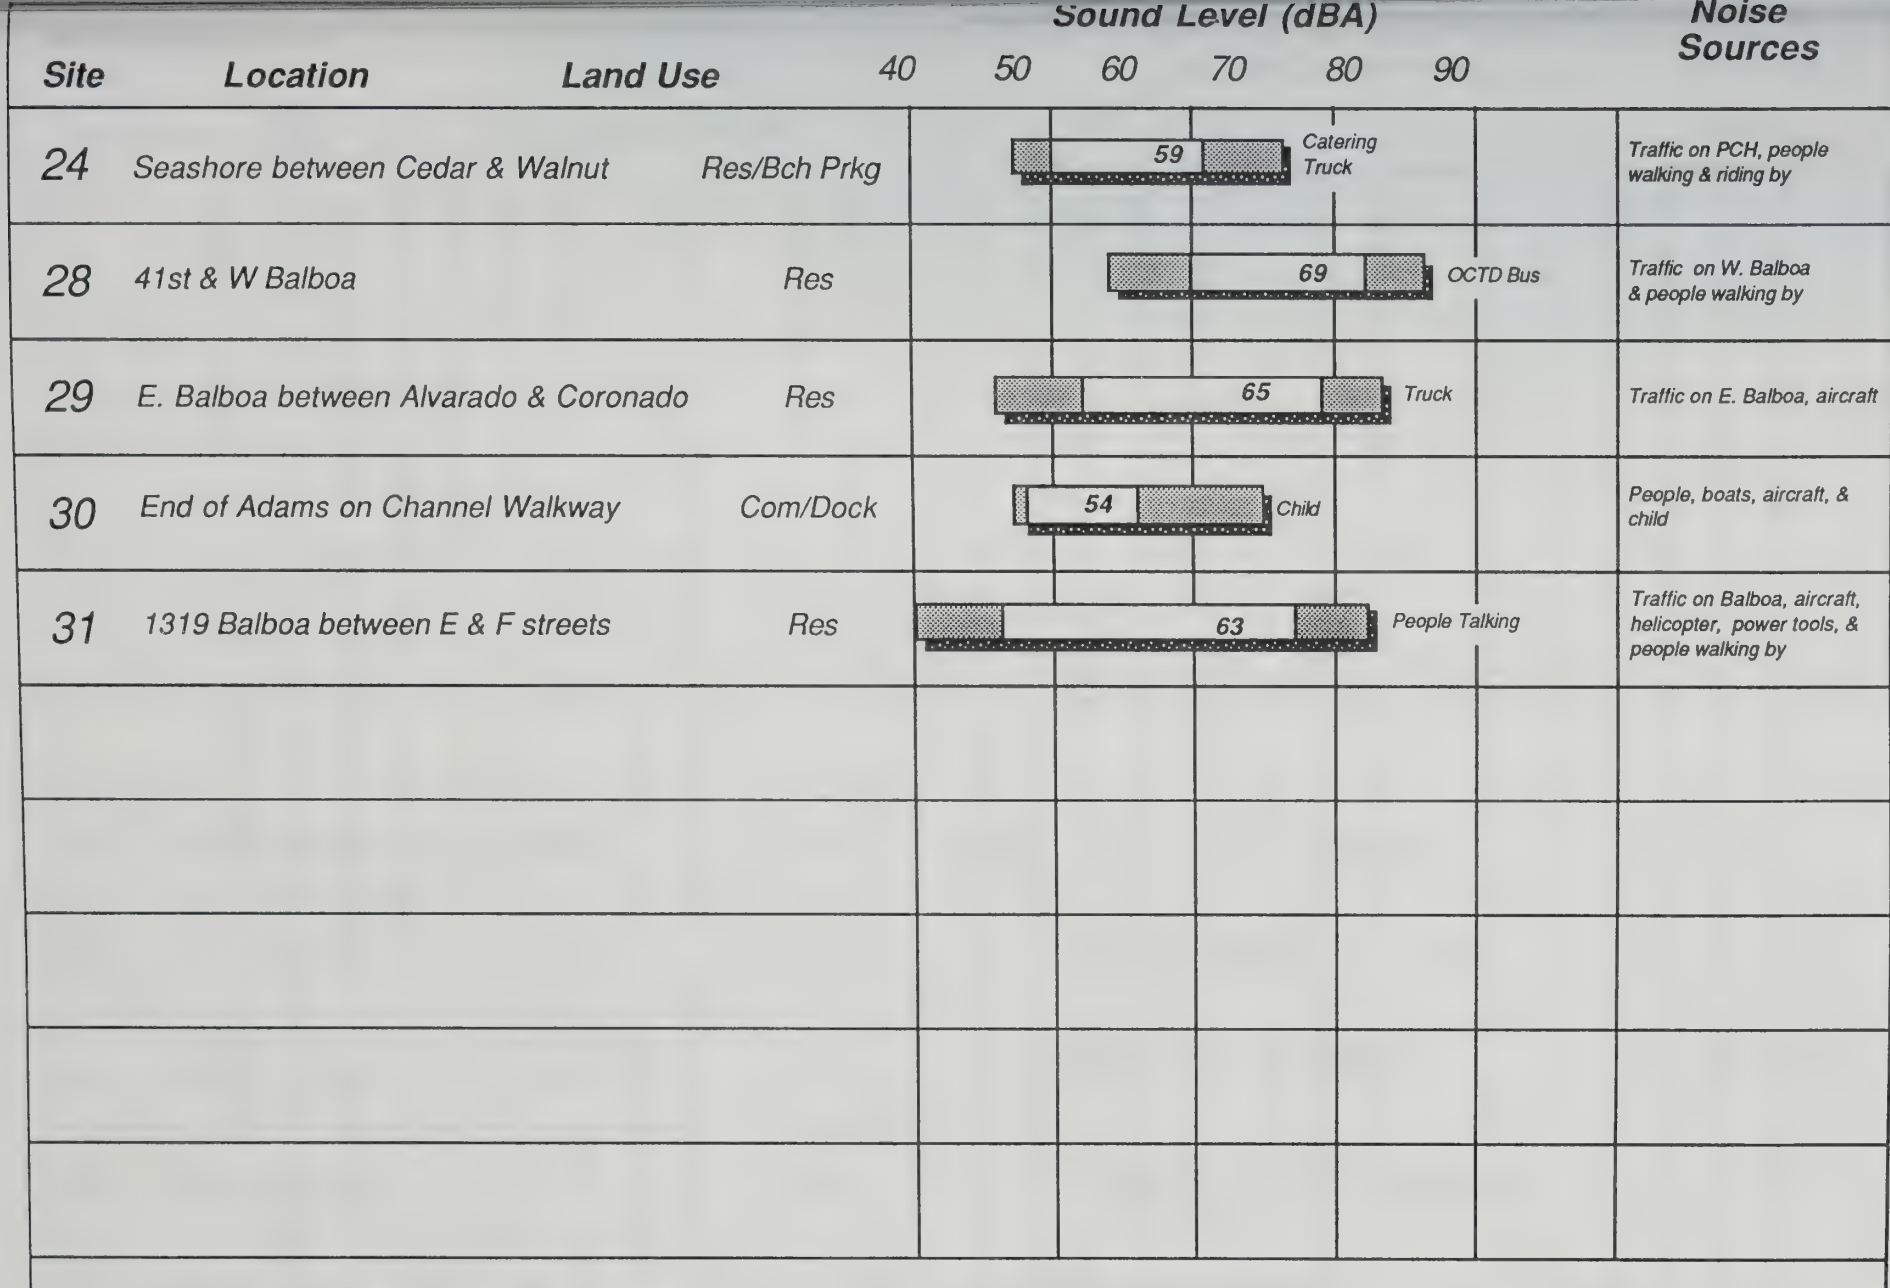 Sound Level (dBA)
Noise
Sources
Site Location Land Use 40 50 60 70 80 90
24 Seashore between Cedar & Walnut Res/Bch Prkg 59 Catering
Truck
Traffic on PCH, people
walking & riding by
28 41st & W Balboa Res 69 OCTD Bus
Traffic on W. Balboa
& people walking by
29 E. Balboa between Alvarado & Coronado Res 65 Truck Traffic on E. Balboa, aircraft
30 End of Adams on Channel Walkway Com/Dock 54 Child
People, boats, aircraft, &
child
31 1319 Balboa between E & F streets Res 63 People Talking
Traffic on Balboa, aircraft,
helicopter, power tools, &
people walking by